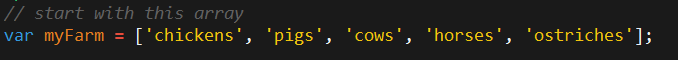 // start with this array
var myFarm = ['chickens', 'pigs', 'cows', 'horses', 'ostriches'];